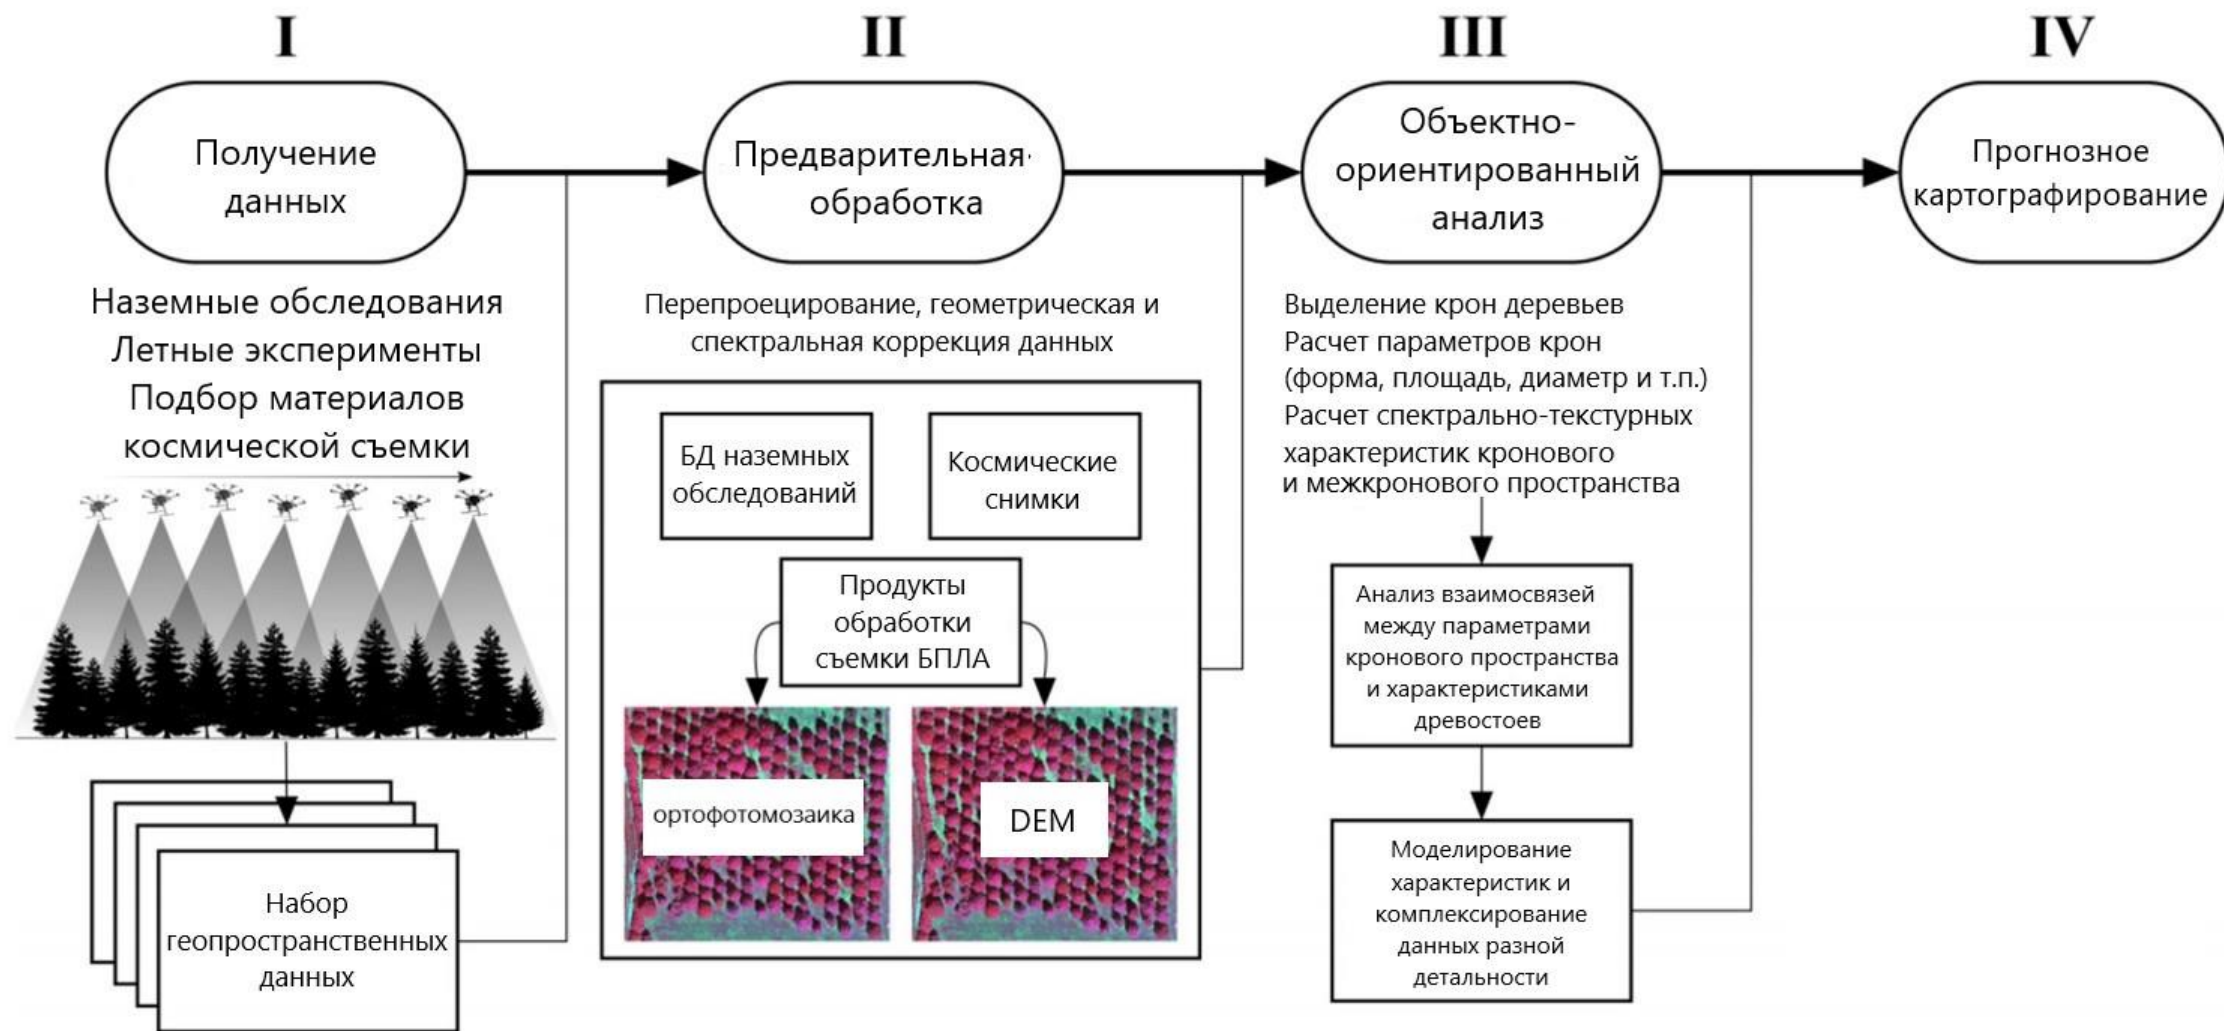 I
II
III
IV
Получение
данных
Предварительная
обработка
Объектно-
ориентированный
анализ
Прогнозное
картографирование
Наземные обследования
Летные эксперименты
Подбор материалов
космической съемки
Набор
геопространственных
данных
Перепроецирование, геометрическая и
спектральная коррекция данных
БД наземных
обследований
Космические
снимки
Продукты
обработки
съемки БПЛА
ортофотомозаика
DEM
Выделение крон деревьев
Расчет параметров крон
(форма, площадь, диаметр и т.п.)
Расчет спектрально-текстурных
характеристик кронового
и межкронового пространства
Анализ взаимосвязей
между параметрами
кронового пространства
и характеристиками
древостоев
Моделирование
характеристик и
комплексирование
данных разной
детальности